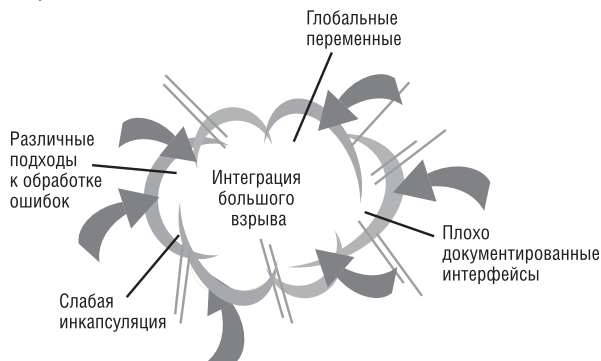 Глобальные
переменные
Различные
подходы
к обработке
ошибок
Интеграция
большого
взрыва
Плохо
документированные
интерфейсы
Слабая
инкапсуляция